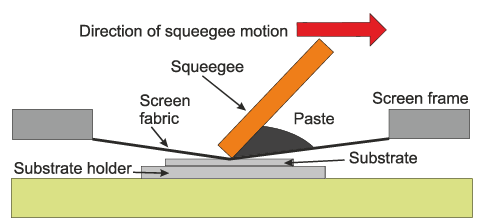 Direction of squeegee motion
Squeegee
Screen
fabric
Screen frame
Paste
Substrate
Substrate holder